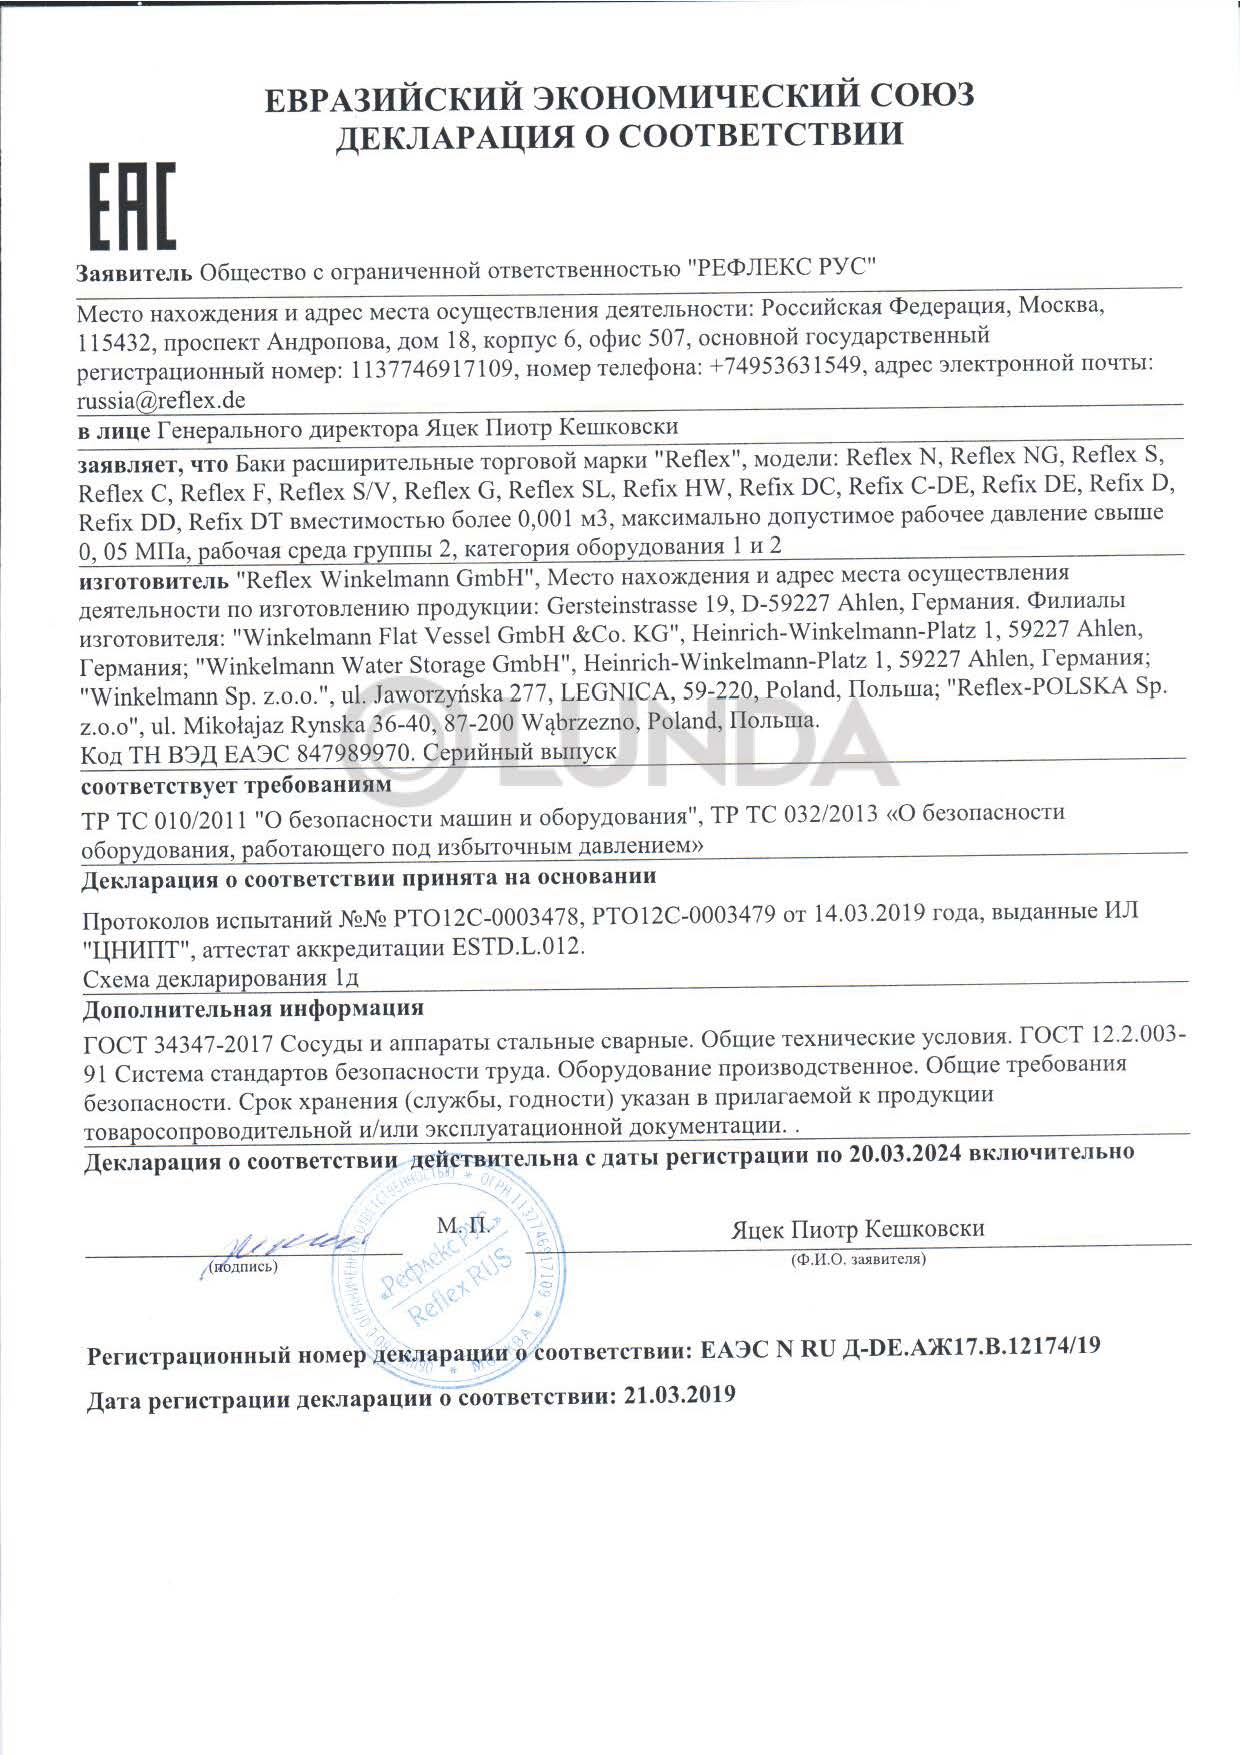 ЕВРАЗИЙСКИЙ ЭКОНОМИЧЕСКИЙ СОЮЗ
ДЕКЛАРАЦИЯ О СООТВЕТСТВИИ
ЕАС
Заявитель Общество с ограниченной ответственностью "РЕФЛЕКС РУС"
Место нахождения и адрес места осуществления деятельности: Российская Федерация, Москва,
115432, проспект Андропова, дом 18, корпус 6, офис 507, основной государственный
регистрационный номер: 1137746917109, номер телефона: +74953631549, адрес электронной почты:
russia@reflex.de
в лице Генерального директора Яцек Пиотр Кешковски
заявляет, что Баки расширительные торговой марки "Reflex", модели: Reflex N, Reflex NG, Reflex S,
Reflex C, Reflex F, Reflex S/V, Reflex G, Reflex SL, Refix HW, Refix DC, Refix C-DE, Refix DE, Refix D,
Refix DD, Refix DT вместимостью более 0,001 м3, максимально допустимое рабочее давление свыше
0, 05 МПа, рабочая среда группы 2, категория оборудования 1 и 2
изготовитель "Reflex Winkelmann GmbH", Место нахождения и адрес места осуществления
деятельности по изготовлению продукции: Gersteinstrasse 19, D-59227 Ahlen, Германия. Филиалы
изготовителя: "Winkelmann Flat Vessel GmbH &Co. KG", Heinrich-Winkelmann-Platz 1, 59227 Ahlen,
Германия; "Winkelmann Water Storage GmbH", Heinrich-Winkelmann-Platz 1, 59227 Ahlen, Германия;
"Winkelmann Sp. z.o.o.", ul. Jaworzyńska 277, LEGNICA, 59-220, Poland, Польша; "Reflex-POLSKA Sp.
z.o.o", ul. Mikołajaz Rynska 36-40, 87-200 Wąbrzezno, Poland, Польша.
LUNDA
Код ТН ВЭД ЕАЭС 847989970. Серийный выпуск
соответствует требованиям
ТР ТС 010/2011 "О безопасности машин и оборудования", ТР ТС 032/2013 «О безопасности
оборудования, работающего под избыточным давлением»
Декларация о соответствии принята на основании
Протоколов испытаний №№ РТО12С-0003478, РТО12С-0003479 от 14.03.2019 года, выданные ИЛ
"ЦНИПТ", аттестат аккредитации ESTD.L.012.
Схема декларирования 1д
Дополнительная информация
ГОСТ 34347-2017 Сосуды и аппараты стальные сварные. Общие технические условия. ГОСТ 12.2.003-
91 Система стандартов безопасности труда. Оборудование производственное. Общие требования
безопасности. Срок хранения (службы, годности) указан в прилагаемой к продукции
товаросопроводительной и/или эксплуатационной документации. .
Декларация о соответствии действительна с даты регистрации по 20.03.2024 включительно
М. П.
Яцек Пиотр Кешковски
(подпись)
(Ф.И.О. заявителя)
ОГРН 1137746917109 * МОСКВА *
«Рефлекс РУС»
Reflex RUS
Регистрационный номер декларации о соответствии: ЕАЭС N RU Д-DE.АЖ17.В.12174/19
Дата регистрации декларации о соответствии: 21.03.2019